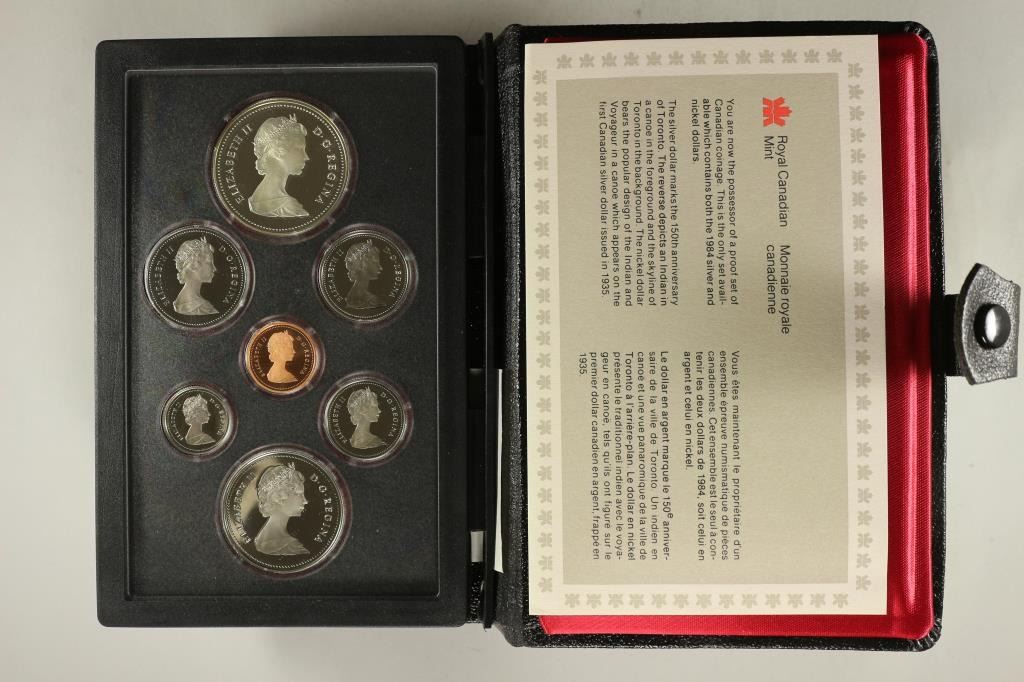 ELIZABETH II D·G·REGINA
ELIZABETH II D·G·REGINA
ELIZABETH II D·G·REGINA
ELIZABETH II D·G·REGINA
ELIZABETH II D·G·REGINA
ELIZABETH II D·G·REGINA
ELIZABETH II D·G·REGINA
Royal Canadian Monnaie royale
Mint canadienne
You are now the possessor of a proof set of
Canadian coinage. This is the only set avail-
able which contains both the 1984 silver and
nickel dollars.
The silver dollar marks the 150th anniversary
of Toronto. The reverse depicts an Indian in
a canoe in the foreground and the skyline of
Toronto in the background. The nickel dollar
bears the popular design of the Indian and
Voyageur in a canoe which appears on the
first Canadian silver dollar issued in 1935.
Vous êtes maintenant le propriétaire d'un
ensemble épreuve numismatique de pièces
canadiennes. Cet ensemble est le seul à con-
tenir les deux dollars de 1984, soit celui en
argent et celui en nickel.
Le dollar en argent marque le 150e anniver-
saire de la ville de Toronto. Un indien en
canoë et une vue panaromique de la ville de
Toronto à l'arrière-plan. Le dollar en nickel
présente le traditionnel indien avec le voya-
geur en canoë, tels qu'ils ont figuré sur le
premier dollar canadien en argent, frappé en
1935.